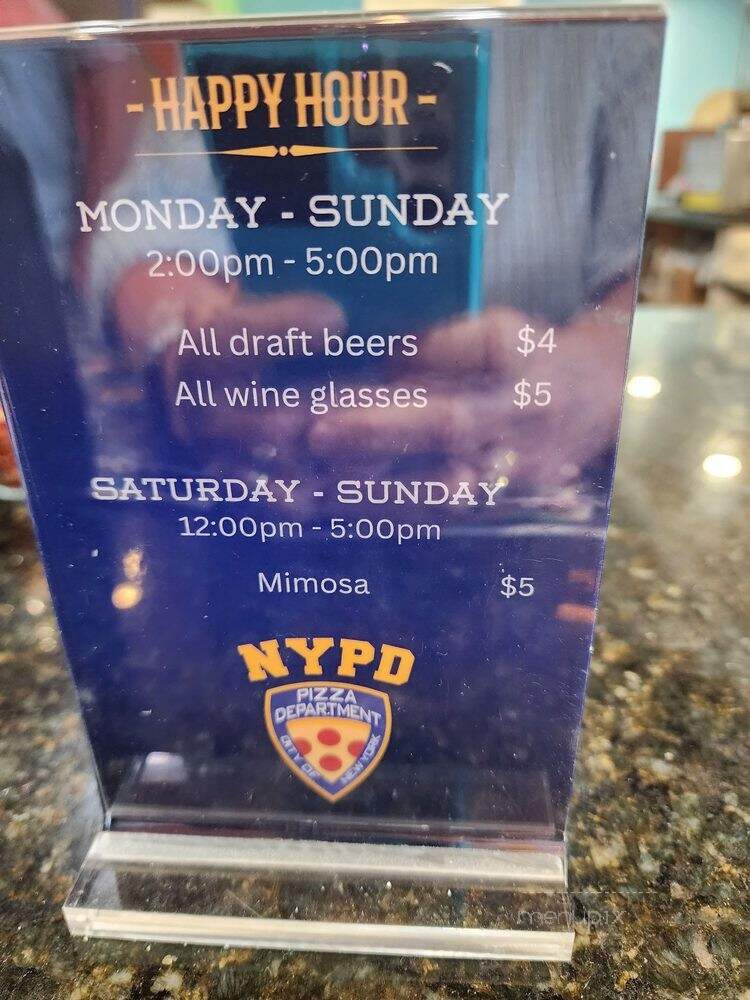 - HAPPY HOUR -
MONDAY - SUNDAY
2:00pm - 5:00pm
All draft beers $4
All wine glasses $5
SATURDAY - SUNDAY
12:00pm - 5:00pm
Mimosa $5
NYPD
PIZZA
DEPARTMENT
CITY OF NEW YORK
menupix